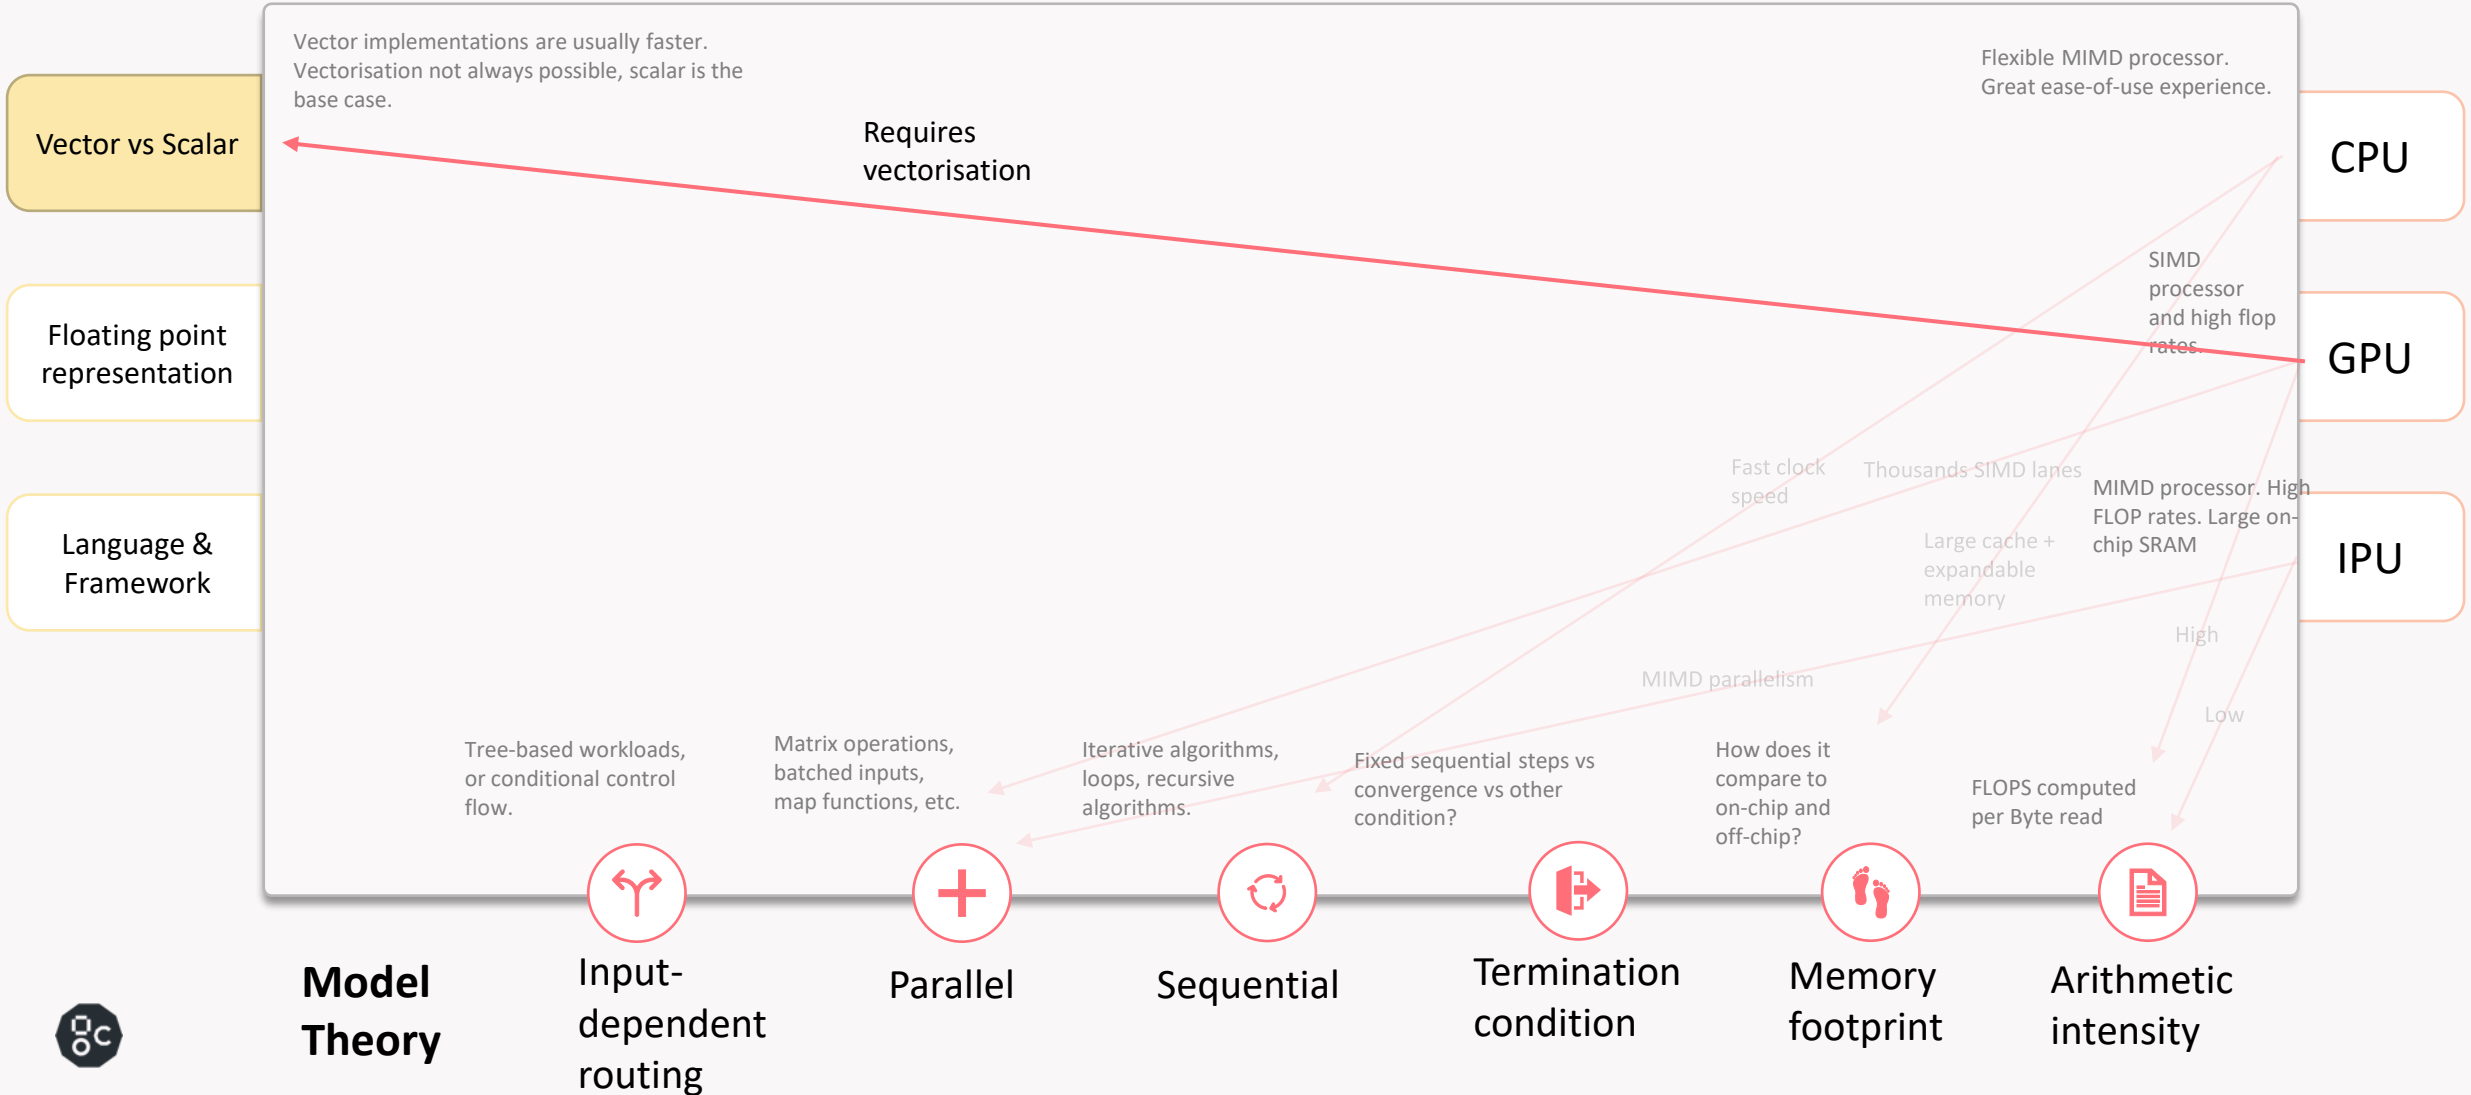 Vector implementations are usually faster.
Vectorisation not always possible, scalar is the
base case.
Flexible MIMD processor.
Great ease-of-use experience.
Vector vs Scalar
Requires
vectorisation
CPU
SIMD
processor
and high flop
rates.
Floating point
representation
GPU
Fast clock
speed
Thousands SIMD lanes
MIMD processor. High
FLOP rates. Large on-
chip SRAM
Language &
Framework
Large cache +
expandable
memory
IPU
High
MIMD parallelism
Low
Tree-based workloads,
or conditional control
flow.
Matrix operations,
batched inputs,
map functions, etc.
Iterative algorithms,
loops, recursive
algorithms.
Fixed sequential steps vs
convergence vs other
condition?
How does it
compare to
on-chip and
off-chip?
FLOPS computed
per Byte read
Model
Theory
Input-
dependent
routing
Parallel
Sequential
Termination
condition
Memory
footprint
Arithmetic
intensity